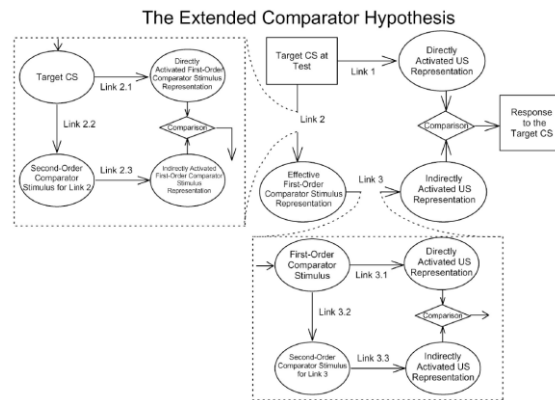 The Extended Comparator Hypothesis
Target CS
Link 2.1
Directly
Activated First-Order
Comparator Stimulus
Representation
Link 2.2
Comparison
Second-Order
Comparator
Stimulus for Link 2
Link 2.3
Indirectly Activated
First-Order Comparator
Stimulus
Representation
Target CS at
Test
Link 1
Directly
Activated US
Representation
Link 2
Comparison
Response
to the
Target CS
Effective
First-Order
Comparator Stimulus
Representation
Link 3
Indirectly
Activated US
Representation
First-Order
Comparator
Stimulus
Link 3.1
Directly
Activated US
Representation
Link 3.2
Comparison
Second-Order
Comparator Stimulus
for Link 3
Link 3.3
Indirectly
Activated US
Representation